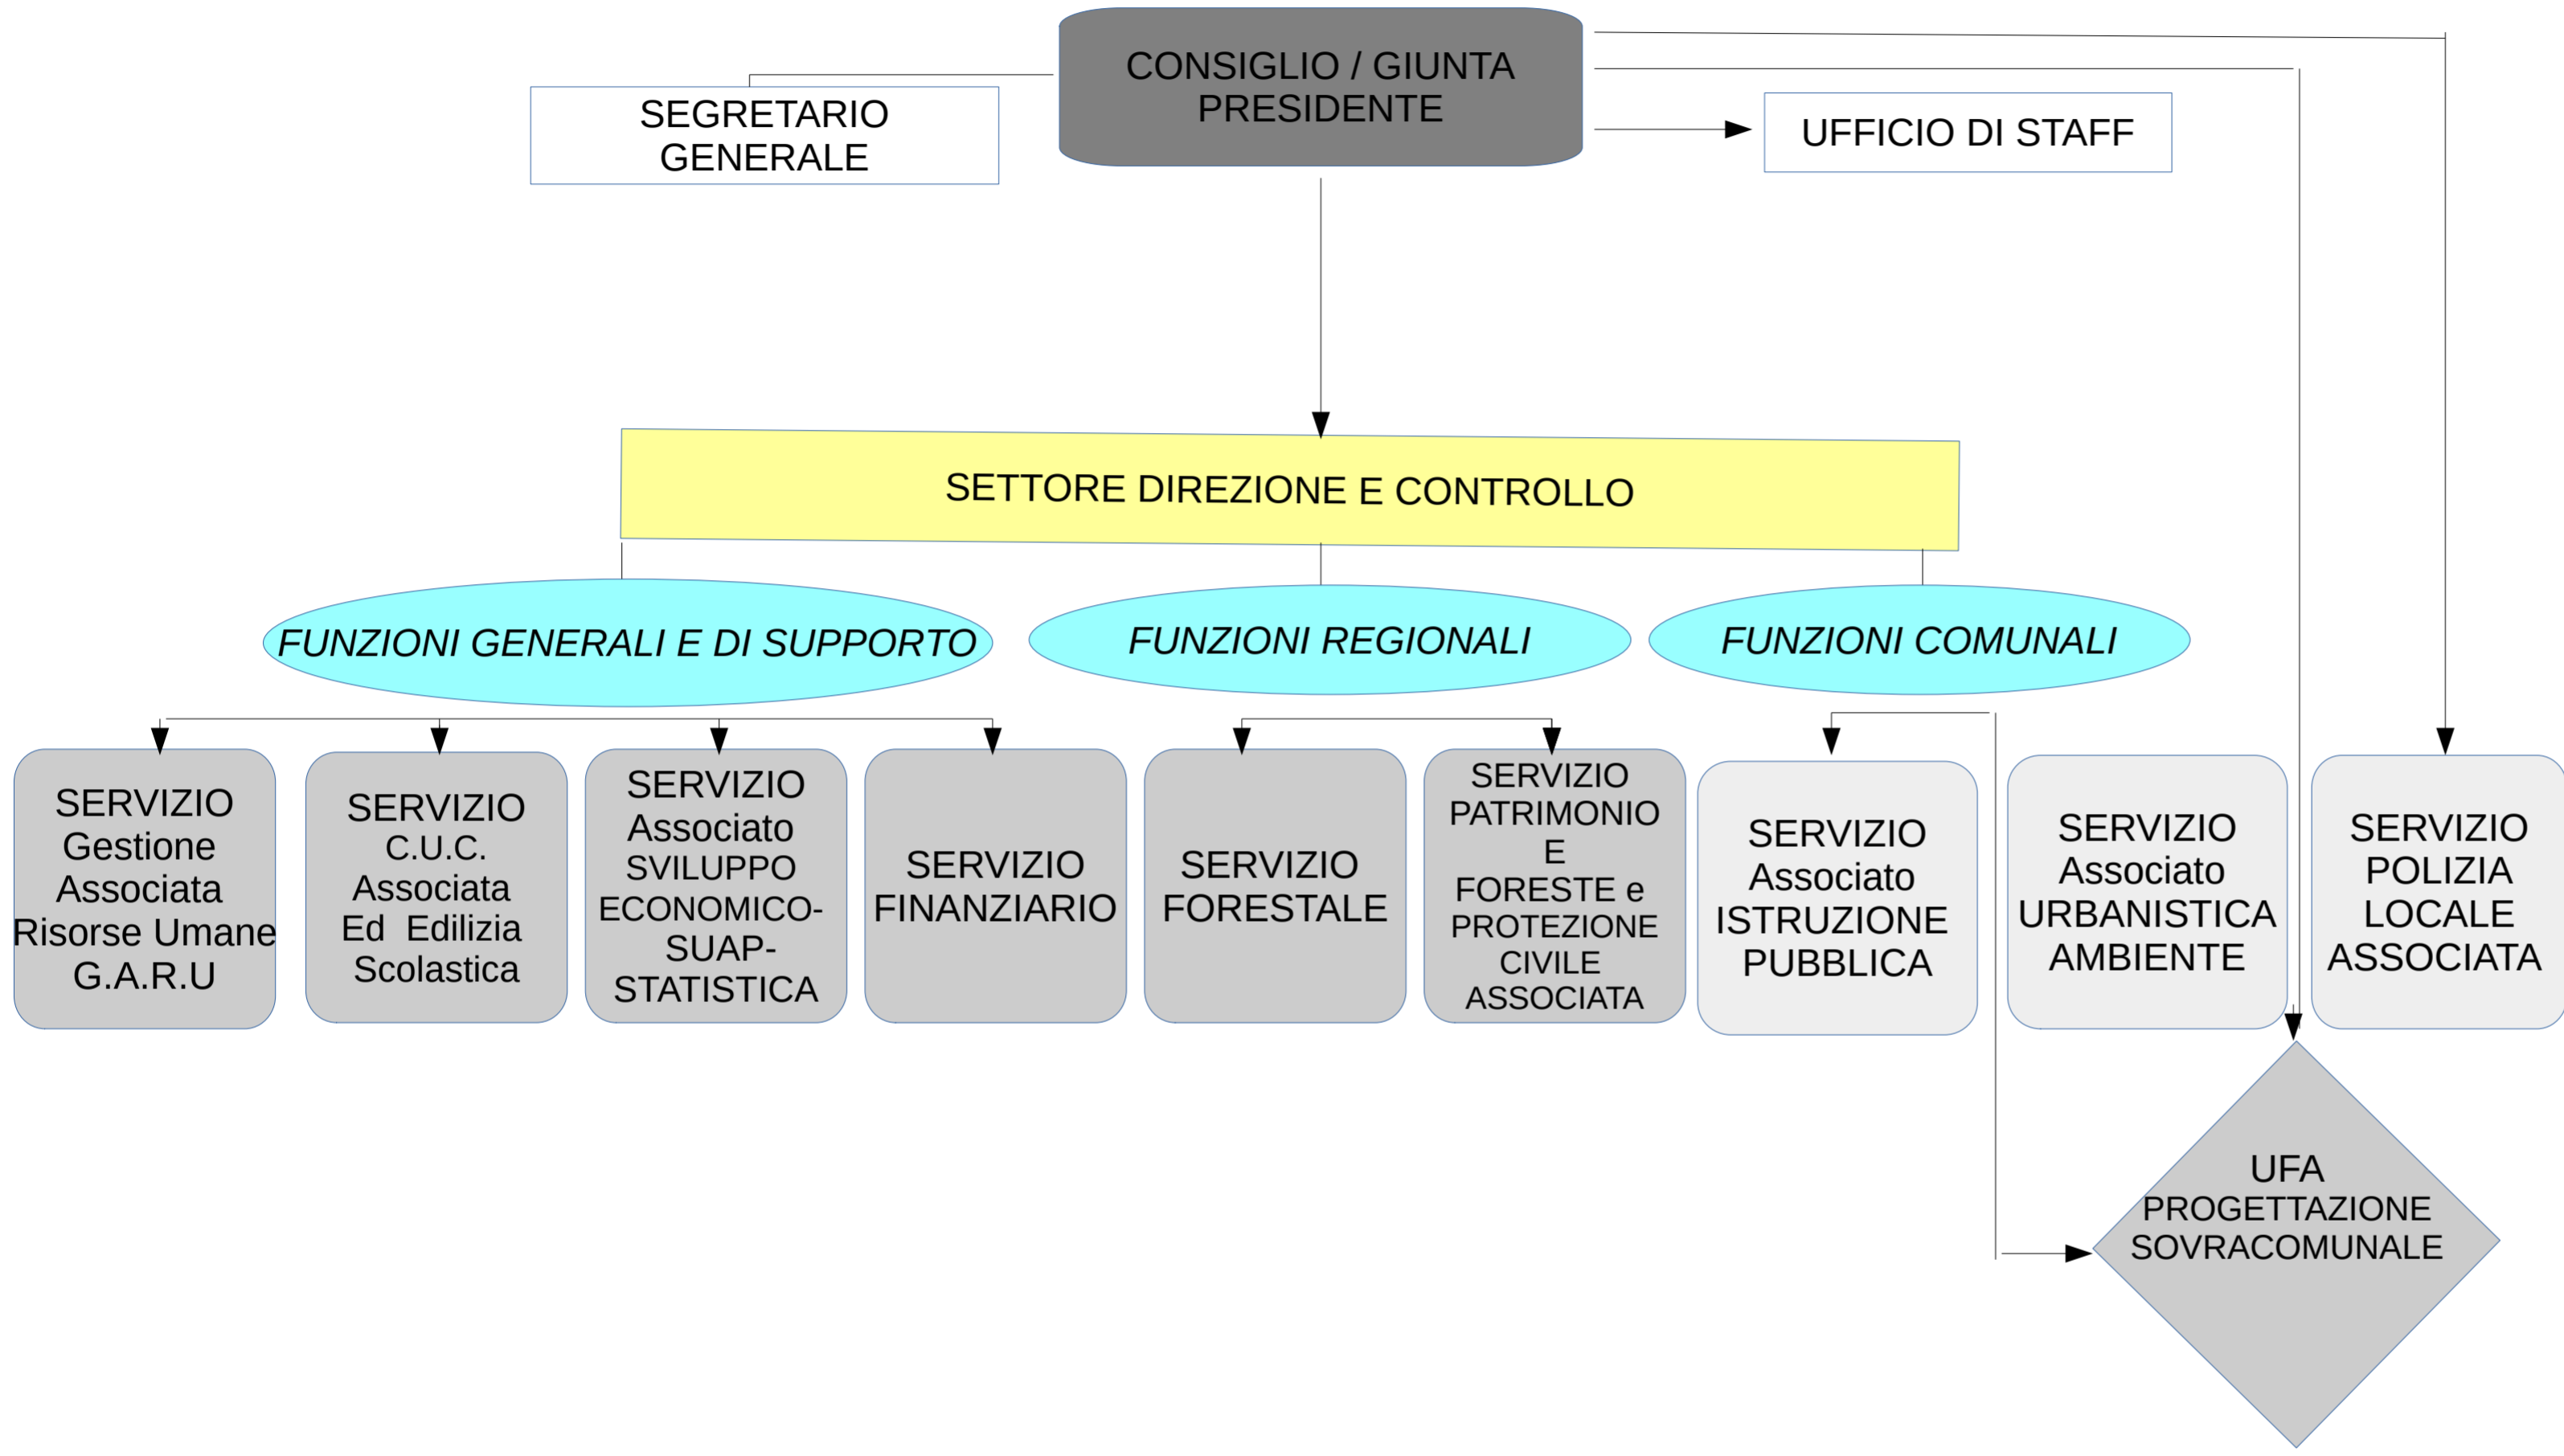 CONSIGLIO / GIUNTA
PRESIDENTE
SEGRETARIO
GENERALE
UFFICIO DI STAFF
SETTORE DIREZIONE E CONTROLLO
FUNZIONI GENERALI E DI SUPPORTO
FUNZIONI REGIONALI
FUNZIONI COMUNALI
SERVIZIO
Gestione
Associata
Risorse Umane
G.A.R.U
SERVIZIO
C.U.C.
Associata
Ed  Edilizia
Scolastica
SERVIZIO
Associato
SVILUPPO
ECONOMICO-
SUAP-
STATISTICA
SERVIZIO
FINANZIARIO
SERVIZIO
FORESTALE
SERVIZIO
PATRIMONIO
E
FORESTE e
PROTEZIONE
CIVILE
ASSOCIATA
SERVIZIO
Associato
ISTRUZIONE
PUBBLICA
SERVIZIO
Associato
URBANISTICA
AMBIENTE
SERVIZIO
POLIZIA
LOCALE
ASSOCIATA
UFA
PROGETTAZIONE
SOVRACOMUNALE